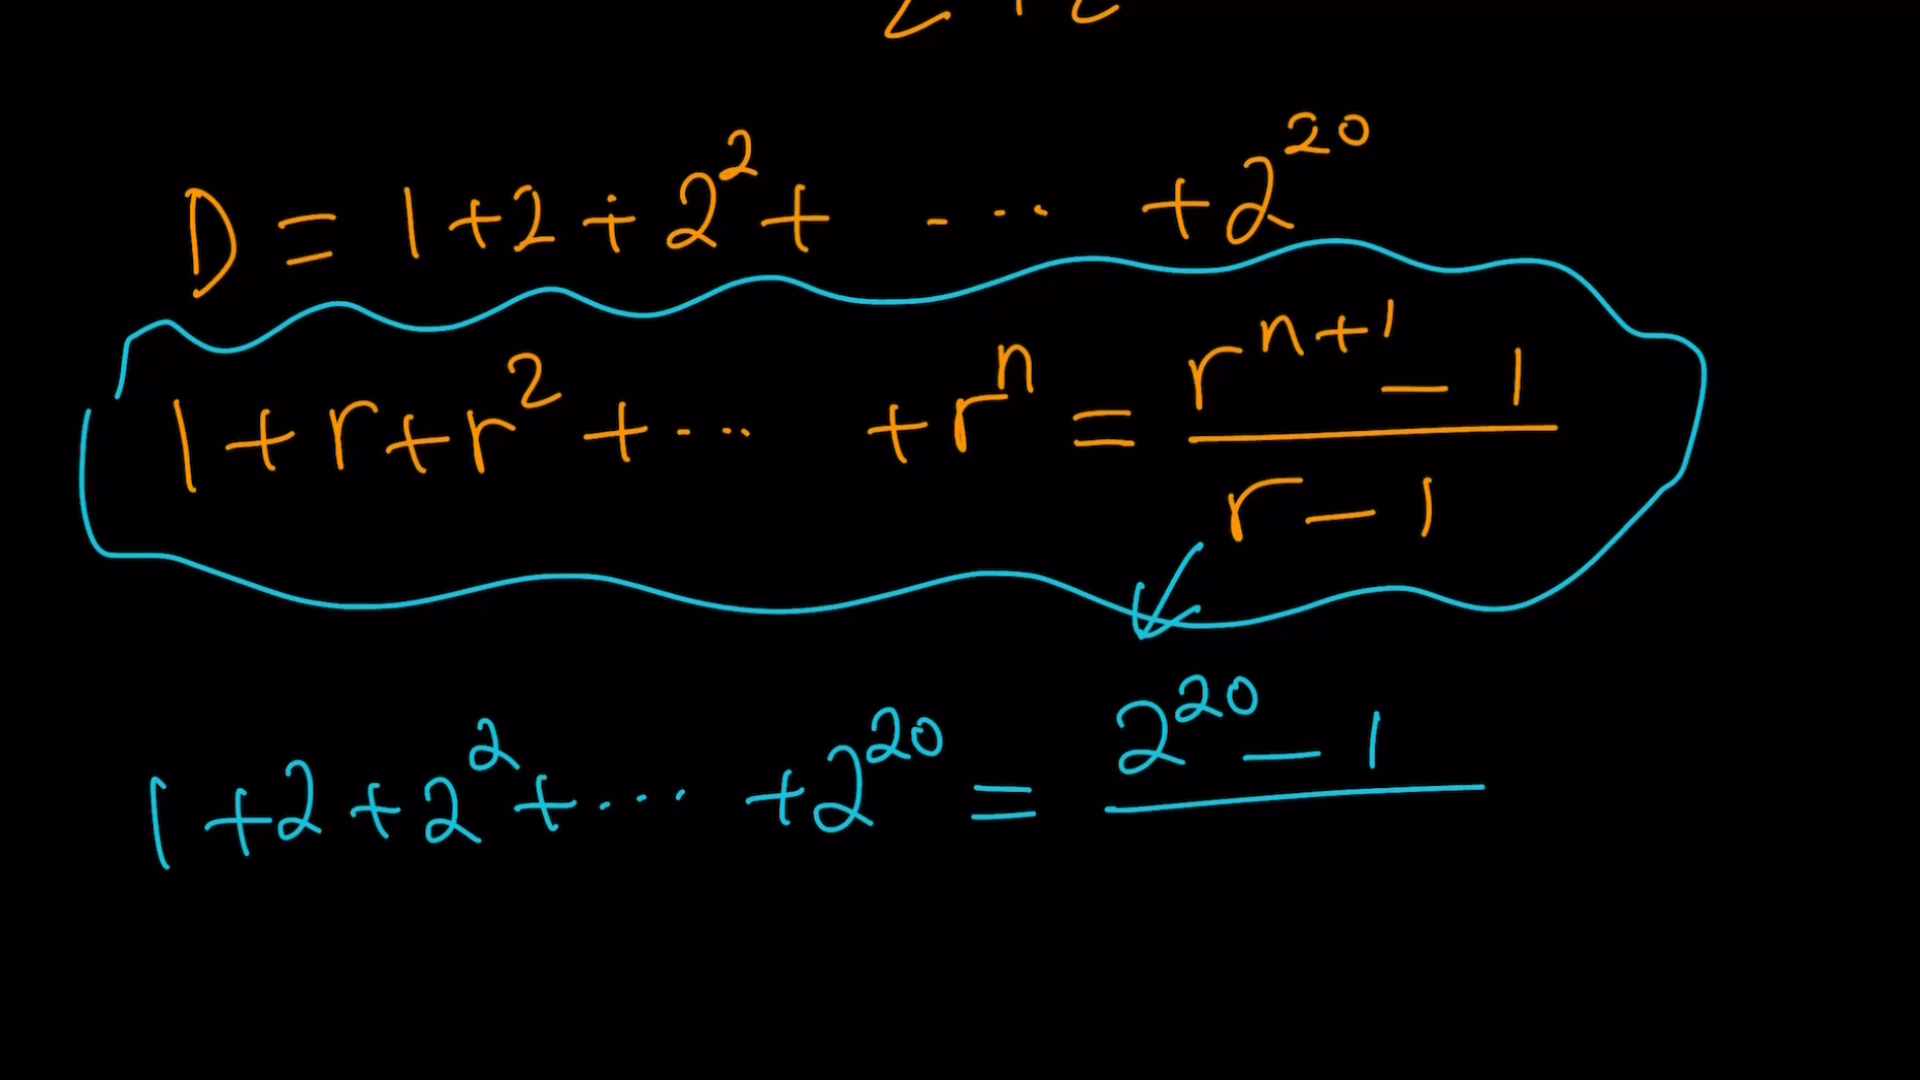 D = 1+2+2² + ... +2²⁰
1+r+r² + ... +rⁿ = (rⁿ⁺¹ - 1)/(r - 1)
1+2+2²+... +2²⁰ = 2²⁰ - 1